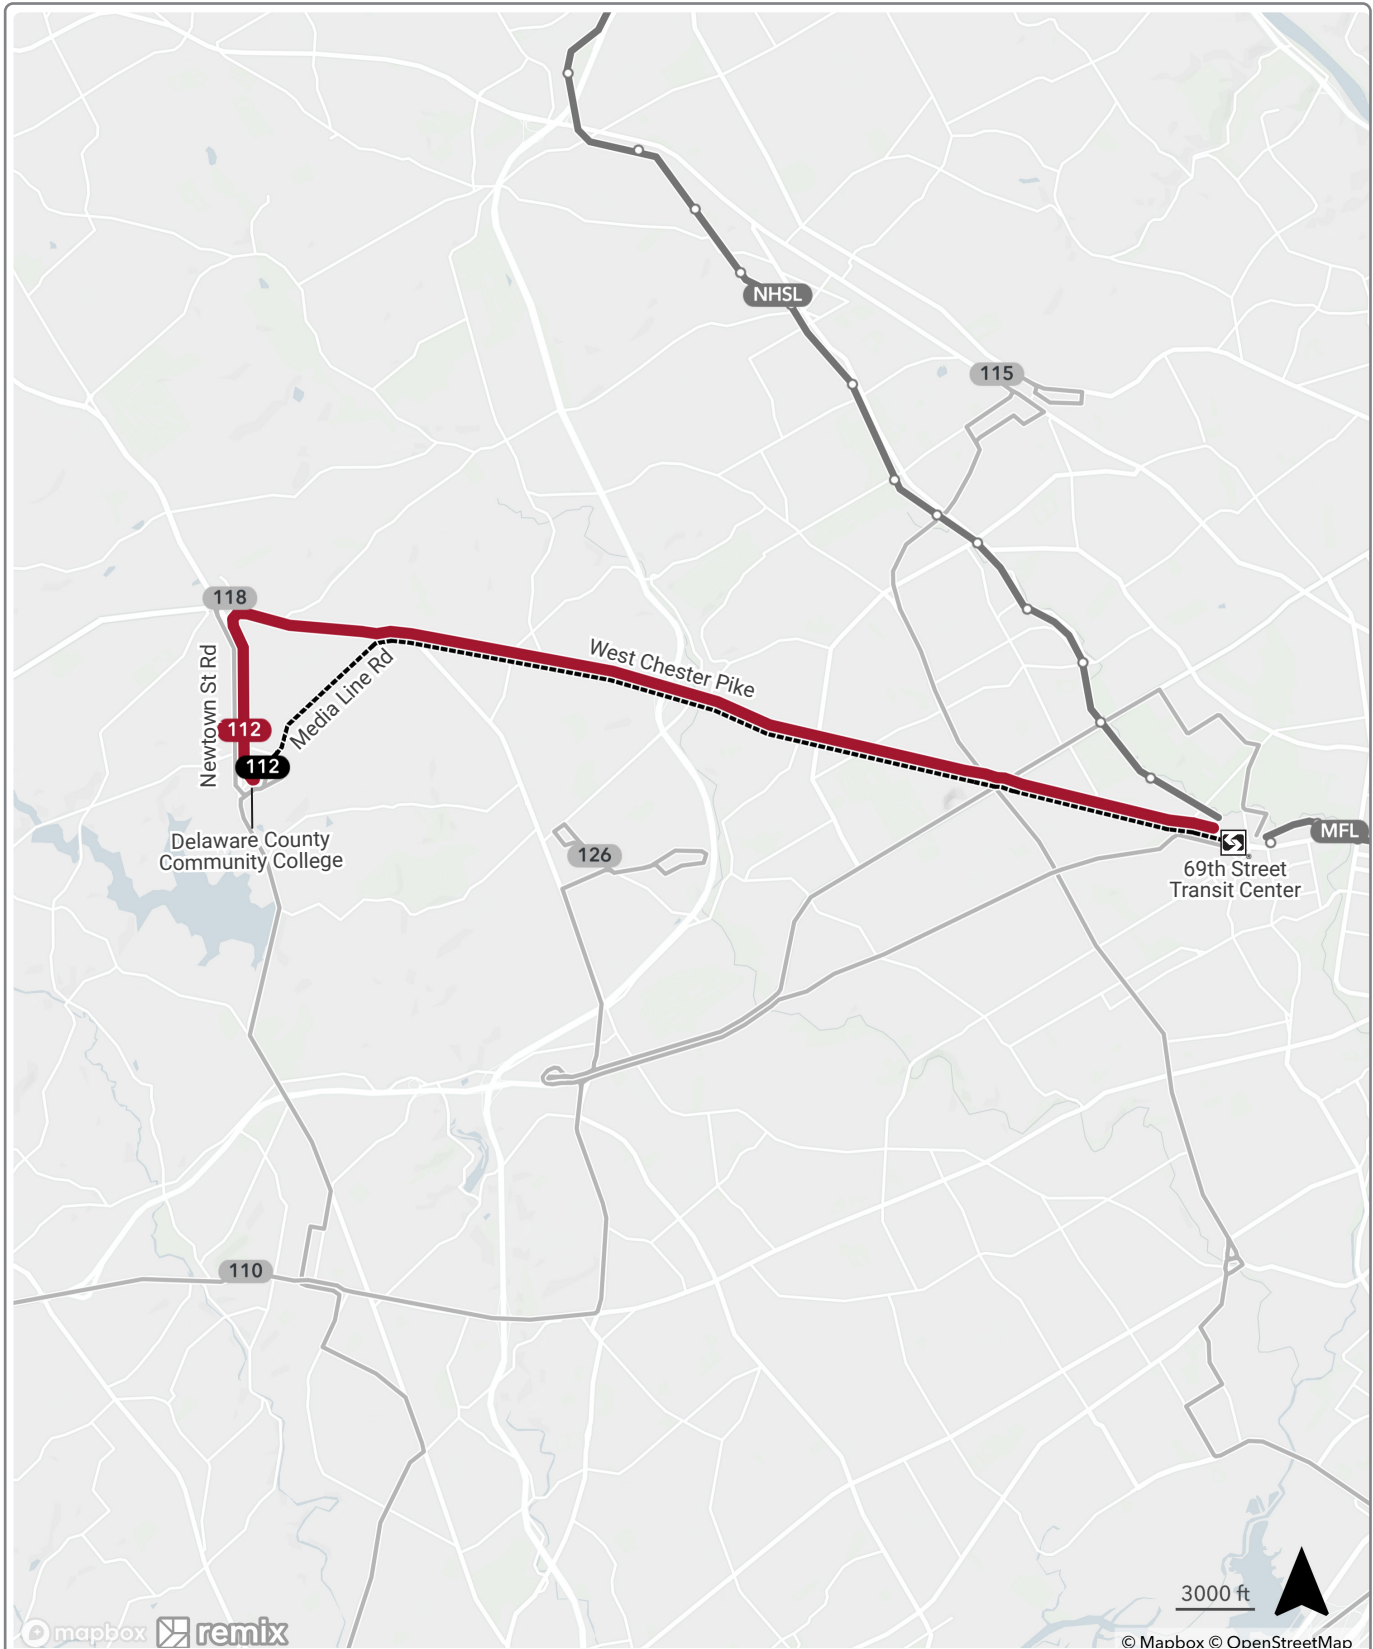 NHSL
115
118
West Chester Pike
Media Line Rd
Newtown St Rd
112
112
Delaware County
Community College
126
MFL
69th Street
Transit Center
110
3000 ft
mapbox
remix
© Mapbox © OpenStreetMap